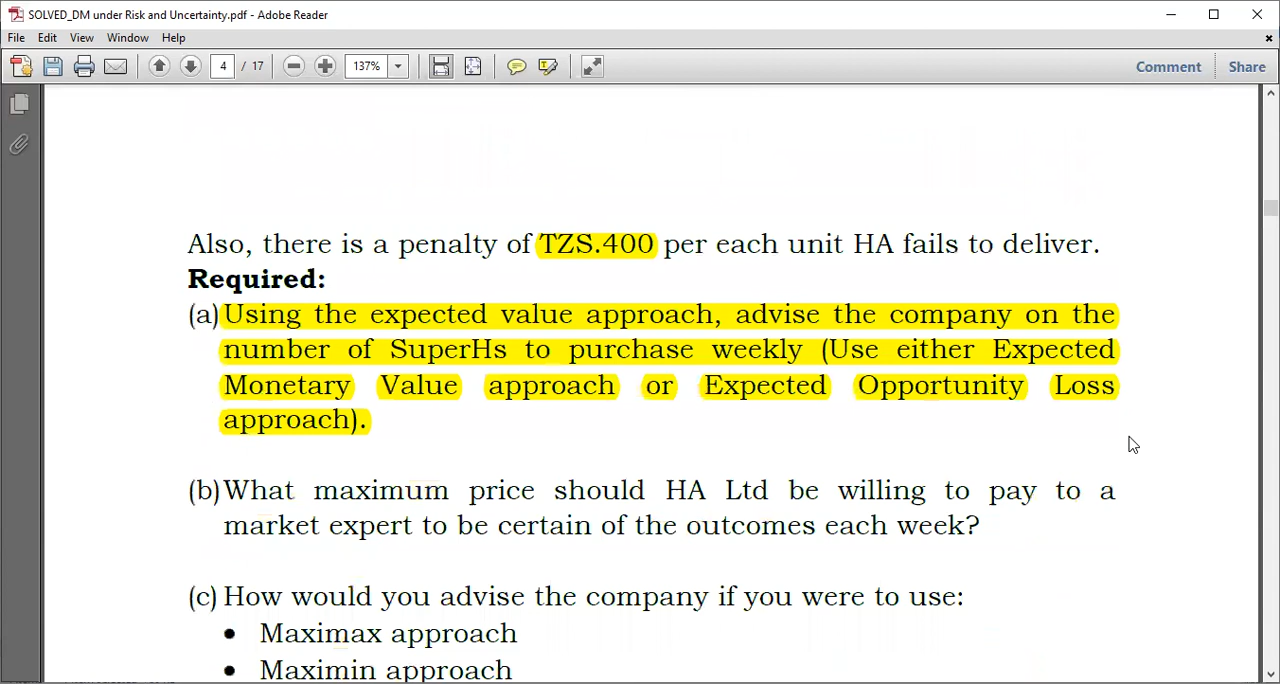 SOLVED_DM under Risk and Uncertainty.pdf - Adobe Reader
File Edit View Window Help
4 / 17 137% Comment Share
Also, there is a penalty of TZS.400 per each unit HA fails to deliver.
Required:
(a) Using the expected value approach, advise the company on the
number of SuperHs to purchase weekly (Use either Expected
Monetary Value approach or Expected Opportunity Loss
approach).
(b) What maximum price should HA Ltd be willing to pay to a
market expert to be certain of the outcomes each week?
(c) How would you advise the company if you were to use:
• Maximax approach
• Maximin approach